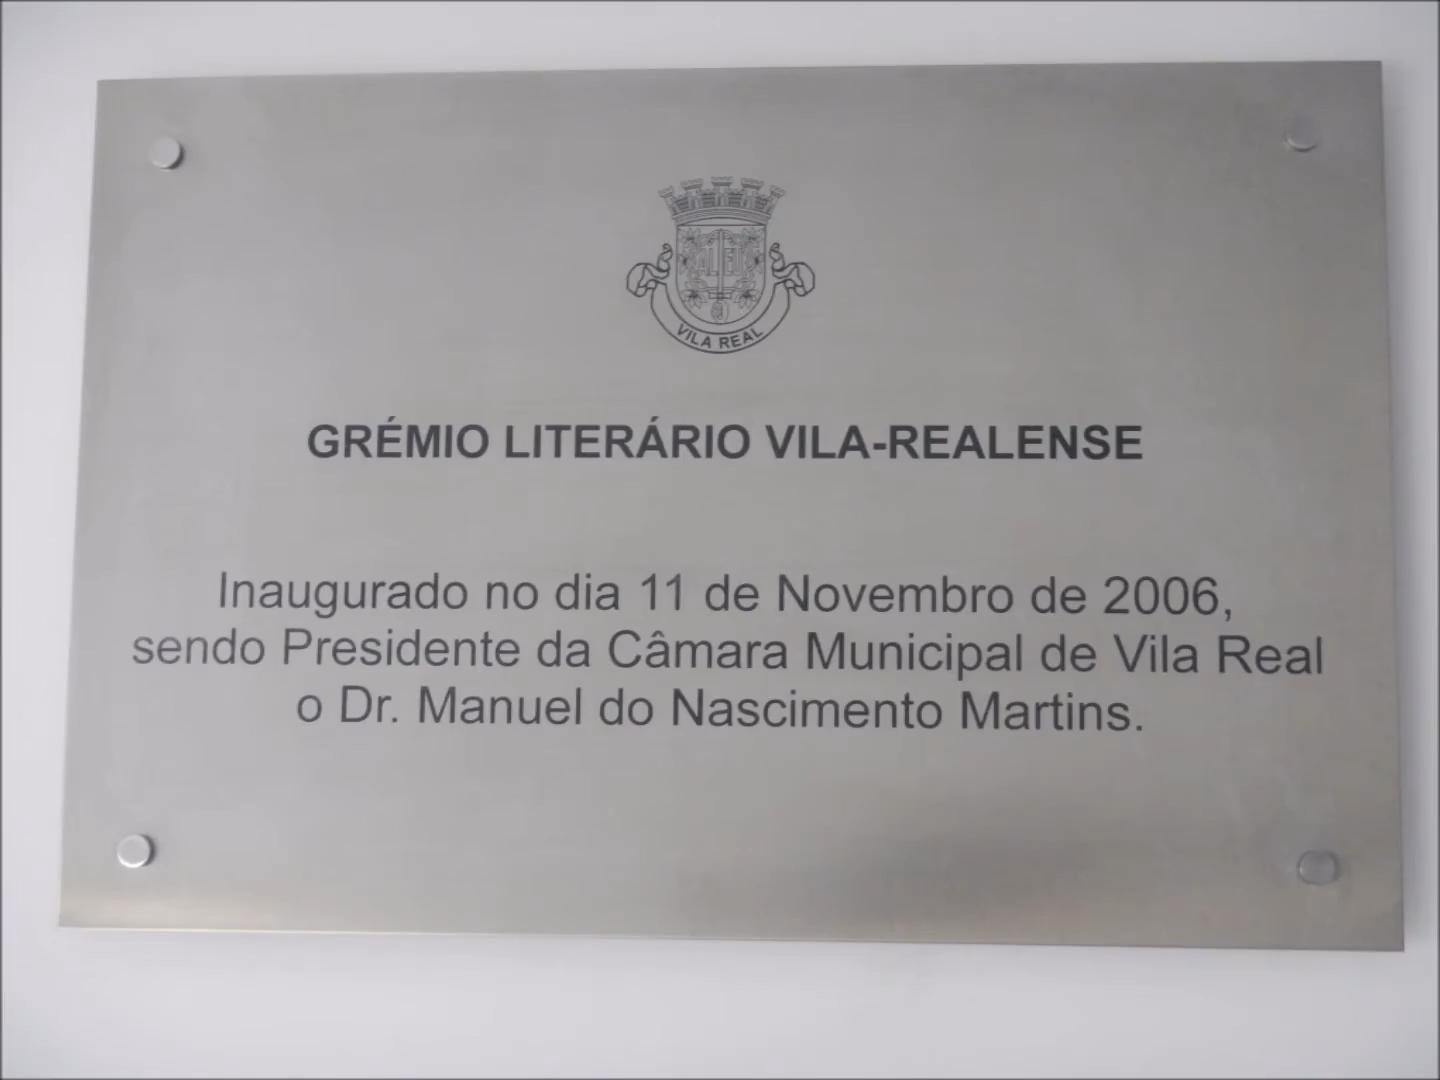 ALEU
VILA REAL
GRÉMIO LITERÁRIO VILA-REALENSE
Inaugurado no dia 11 de Novembro de 2006,
sendo Presidente da Câmara Municipal de Vila Real
o Dr. Manuel do Nascimento Martins.